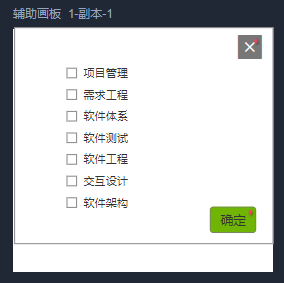 辅助画板 1-副本-1
项目管理
需求工程
软件体系
软件测试
软件工程
交互设计
软件架构
确定